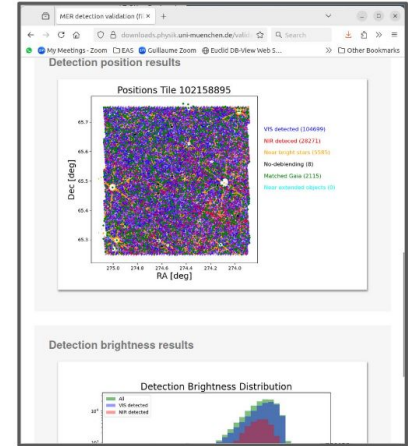 MER detection validation (fi × +
downloads.physik.uni-muenchen.de/valid
Search
My Meetings - Zoom EAS Guillaume Zoom Euclid DB-View Web S... Other Bookmarks
Detection position results
Positions Tile 102158895
Dec [deg]
65.7
65.6
65.5
65.4
65.3
275.0 274.8 274.6 274.4 274.2 274.0
RA [deg]
VIS detected (104699)
NIR deteced (28271)
Near bright stars (5585)
No-deblending (8)
Matched Gaia (2115)
Near extended objects (0)
Detection brightness results
Detection Brightness Distribution
All
VIS detected
NIR detected